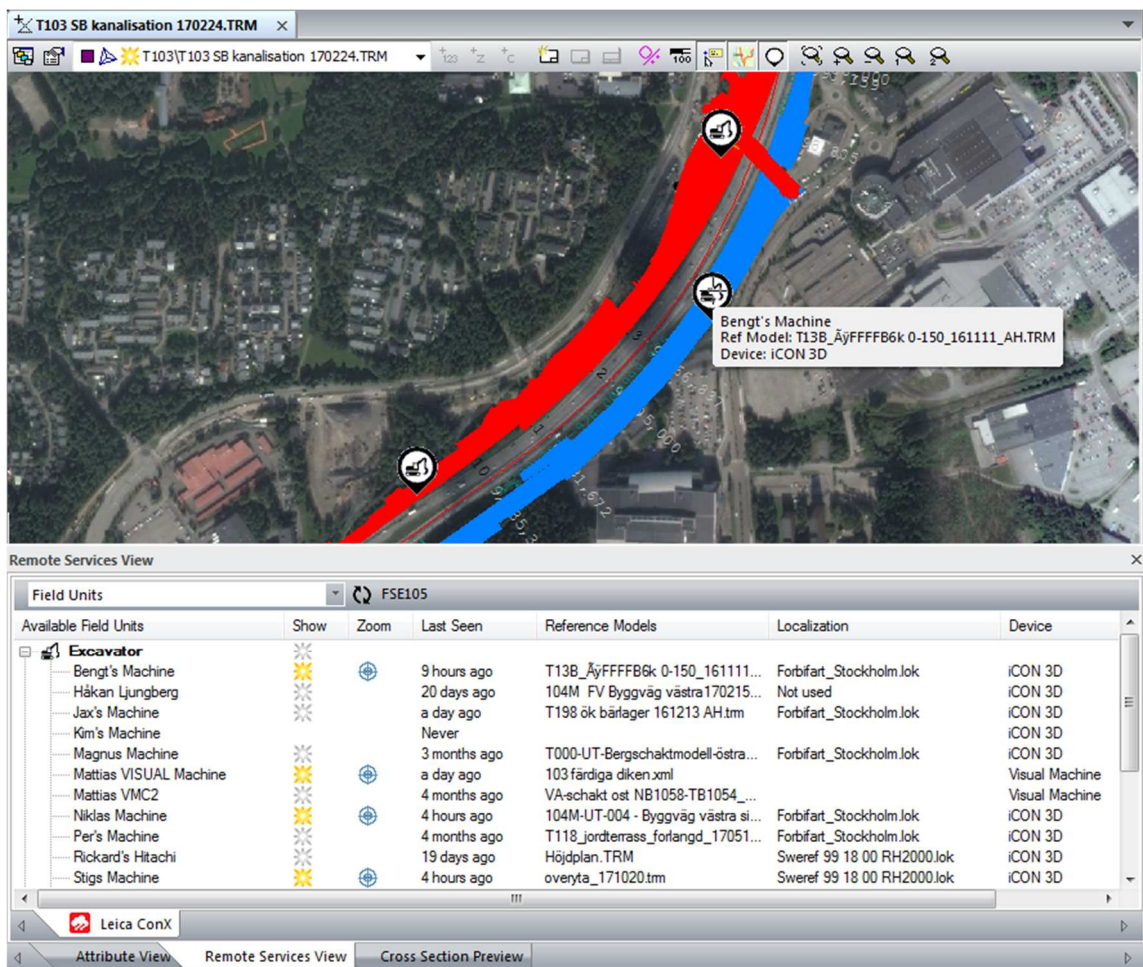 T103 SB kanalisation 170224.TRM
T103\T103 SB kanalisation 170224.TRM
123 z c 100
Bengt's Machine
Ref Model: T13B_ÃÿFFFFB6k 0-150_161111_AH.TRM
Device: iCON 3D
3
2
1
10
Remote Services View
Field Units FSE105
Available Field Units Show Zoom Last Seen Reference Models Localization Device
Excavator
Bengt's Machine 9 hours ago T13B_ÃÿFFFFB6k 0-150_161111... Forbifart_Stockholm.lok iCON 3D
Håkan Ljungberg 20 days ago 104M FV Byggväg västra170215... Not used iCON 3D
Jax's Machine a day ago T198 ök bärlager 161213 AH.trm Forbifart_Stockholm.lok iCON 3D
Kim's Machine Never iCON 3D
Magnus Machine 3 months ago T000-UT-Bergschaktmodell-östra... Forbifart_Stockholm.lok iCON 3D
Mattias VISUAL Machine a day ago 103 färdiga diken.xml Visual Machine
Mattias VMC2 4 months ago VA-schakt ost NB1058-TB1054_... Visual Machine
Niklas Machine 4 hours ago 104M-UT-004 - Byggväg västra si... Forbifart_Stockholm.lok iCON 3D
Per's Machine 4 months ago T118_jordterrass_forlangd_17051... Forbifart_Stockholm.lok iCON 3D
Rickard's Hitachi 19 days ago Höjdplan.TRM Sweref 99 18 00 RH2000.lok iCON 3D
Stigs Machine 4 hours ago overyta_171020.trm Sweref 99 18 00 RH2000.lok iCON 3D
Leica ConX
Attribute View Remote Services View Cross Section Preview